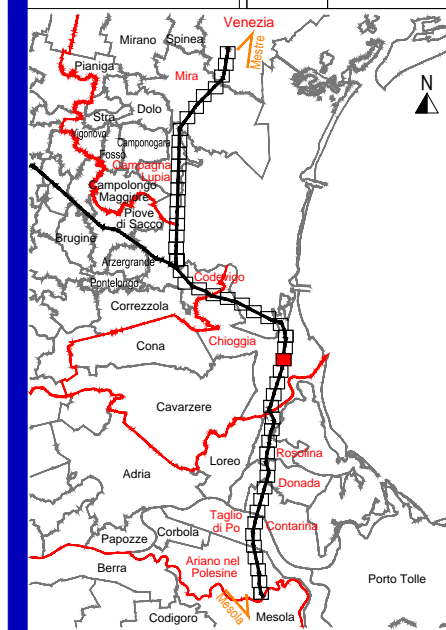 Venezia
Mirano
Spinea
Mestre
Pianiga
Mira
N
Dolo
Stra
Vigonovo
Camponogara
Fossò
Campagna
Lupia
Campolongo
Maggiore
Piove
di Sacco
Brugine
Arzergrande
Codevigo
Pontelongo
Correzzola
Chioggia
Cona
Cavarzere
Rosolina
Loreo
Adria
Donada
Taglio
di Po
Contarina
Corbola
Papozze
Ariano nel
Polesine
Berra
Porto Tolle
Mesola
Mesola
Codigoro